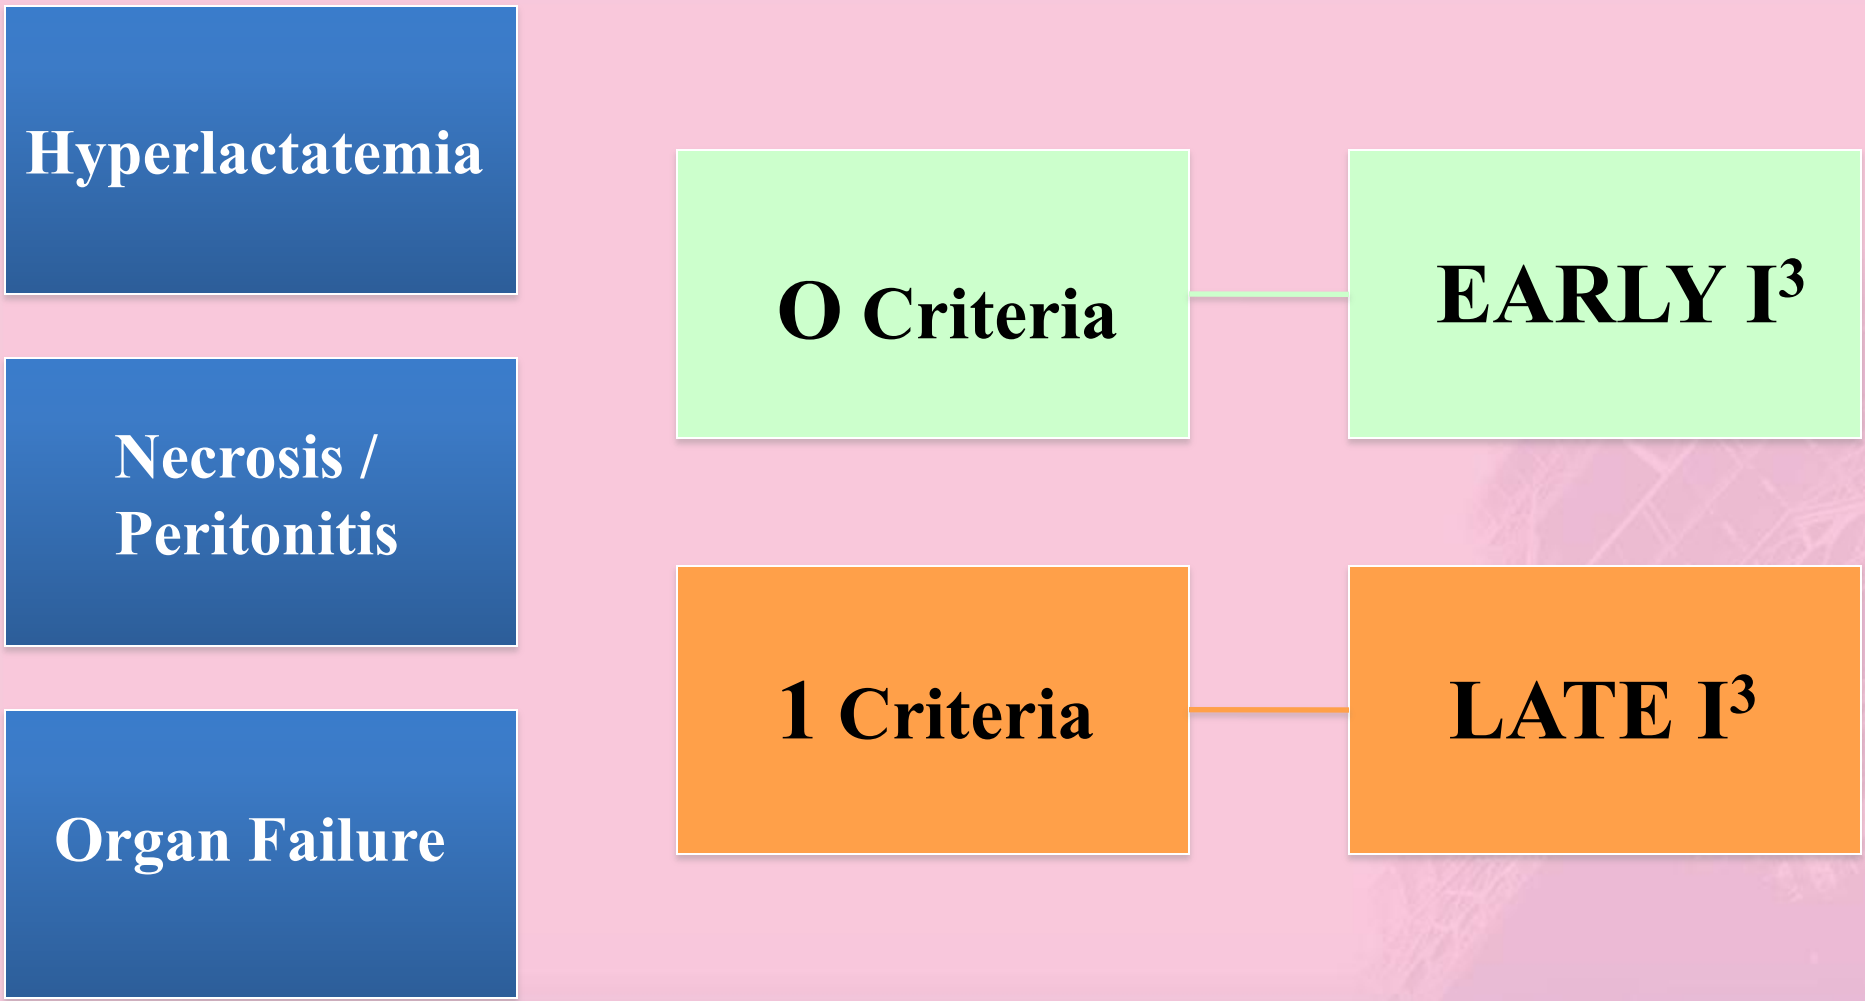 Hyperlactatemia
Necrosis /
Peritonitis
Organ Failure
O Criteria
EARLY I³
1 Criteria
LATE I³